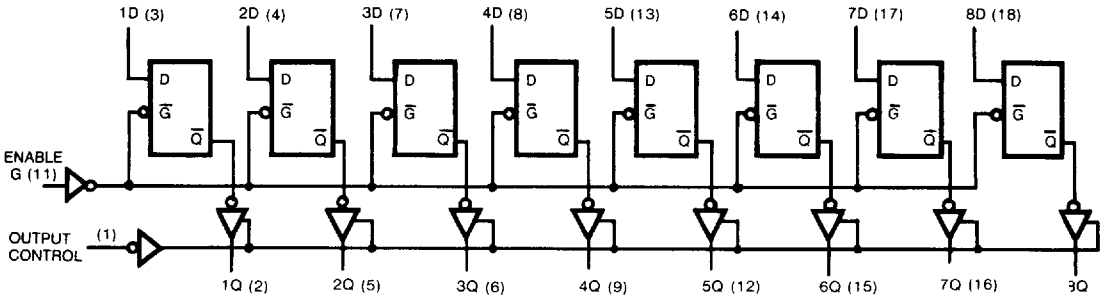 1D (3) 2D (4) 3D (7) 4D (8) 5D (13) 6D (14) 7D (17) 8D (18)
D D D D D D D D
G̅ G̅ G̅ G̅ G̅ G̅ G̅ G̅
Q̅ Q̅ Q̅ Q̅ Q̅ Q̅ Q̅ Q̅
ENABLE
G (11)
(1)
OUTPUT
CONTROL
1Q (2) 2Q (5) 3Q (6) 4Q (9) 5Q (12) 6Q (15) 7Q (16) 8Q